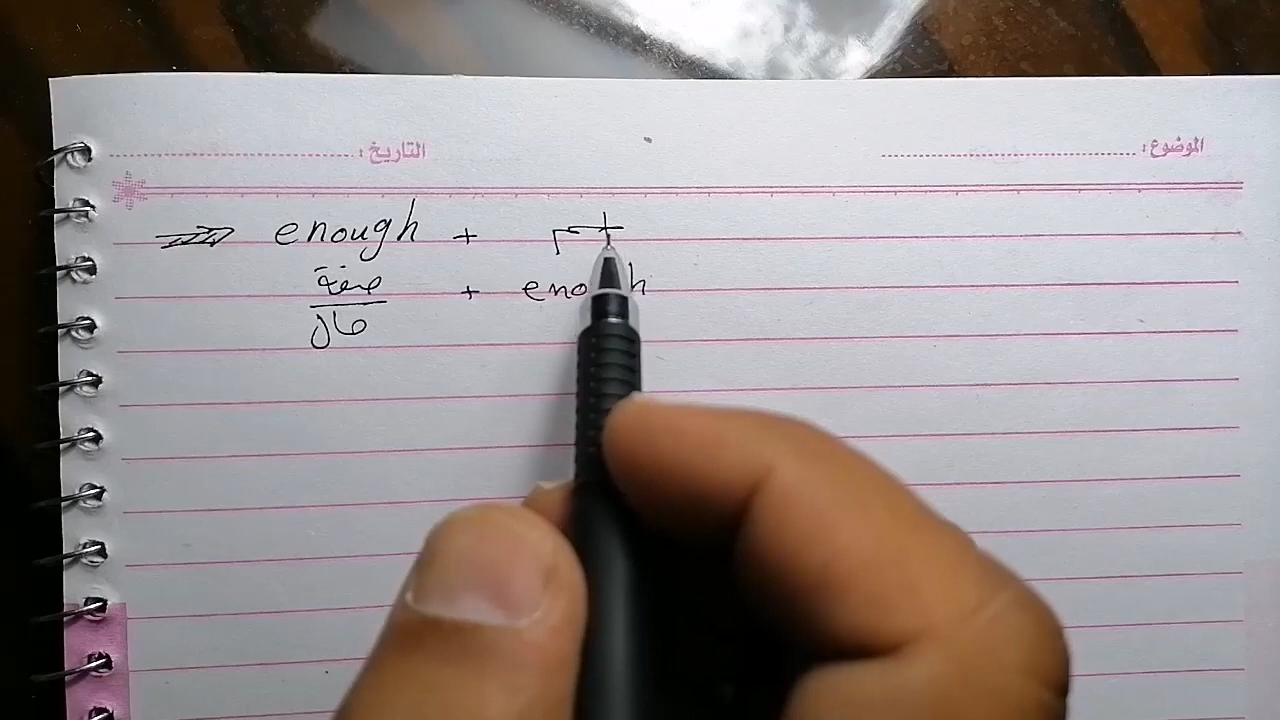 الموضوع: التاريخ:
enough +
صفة + enough
حال